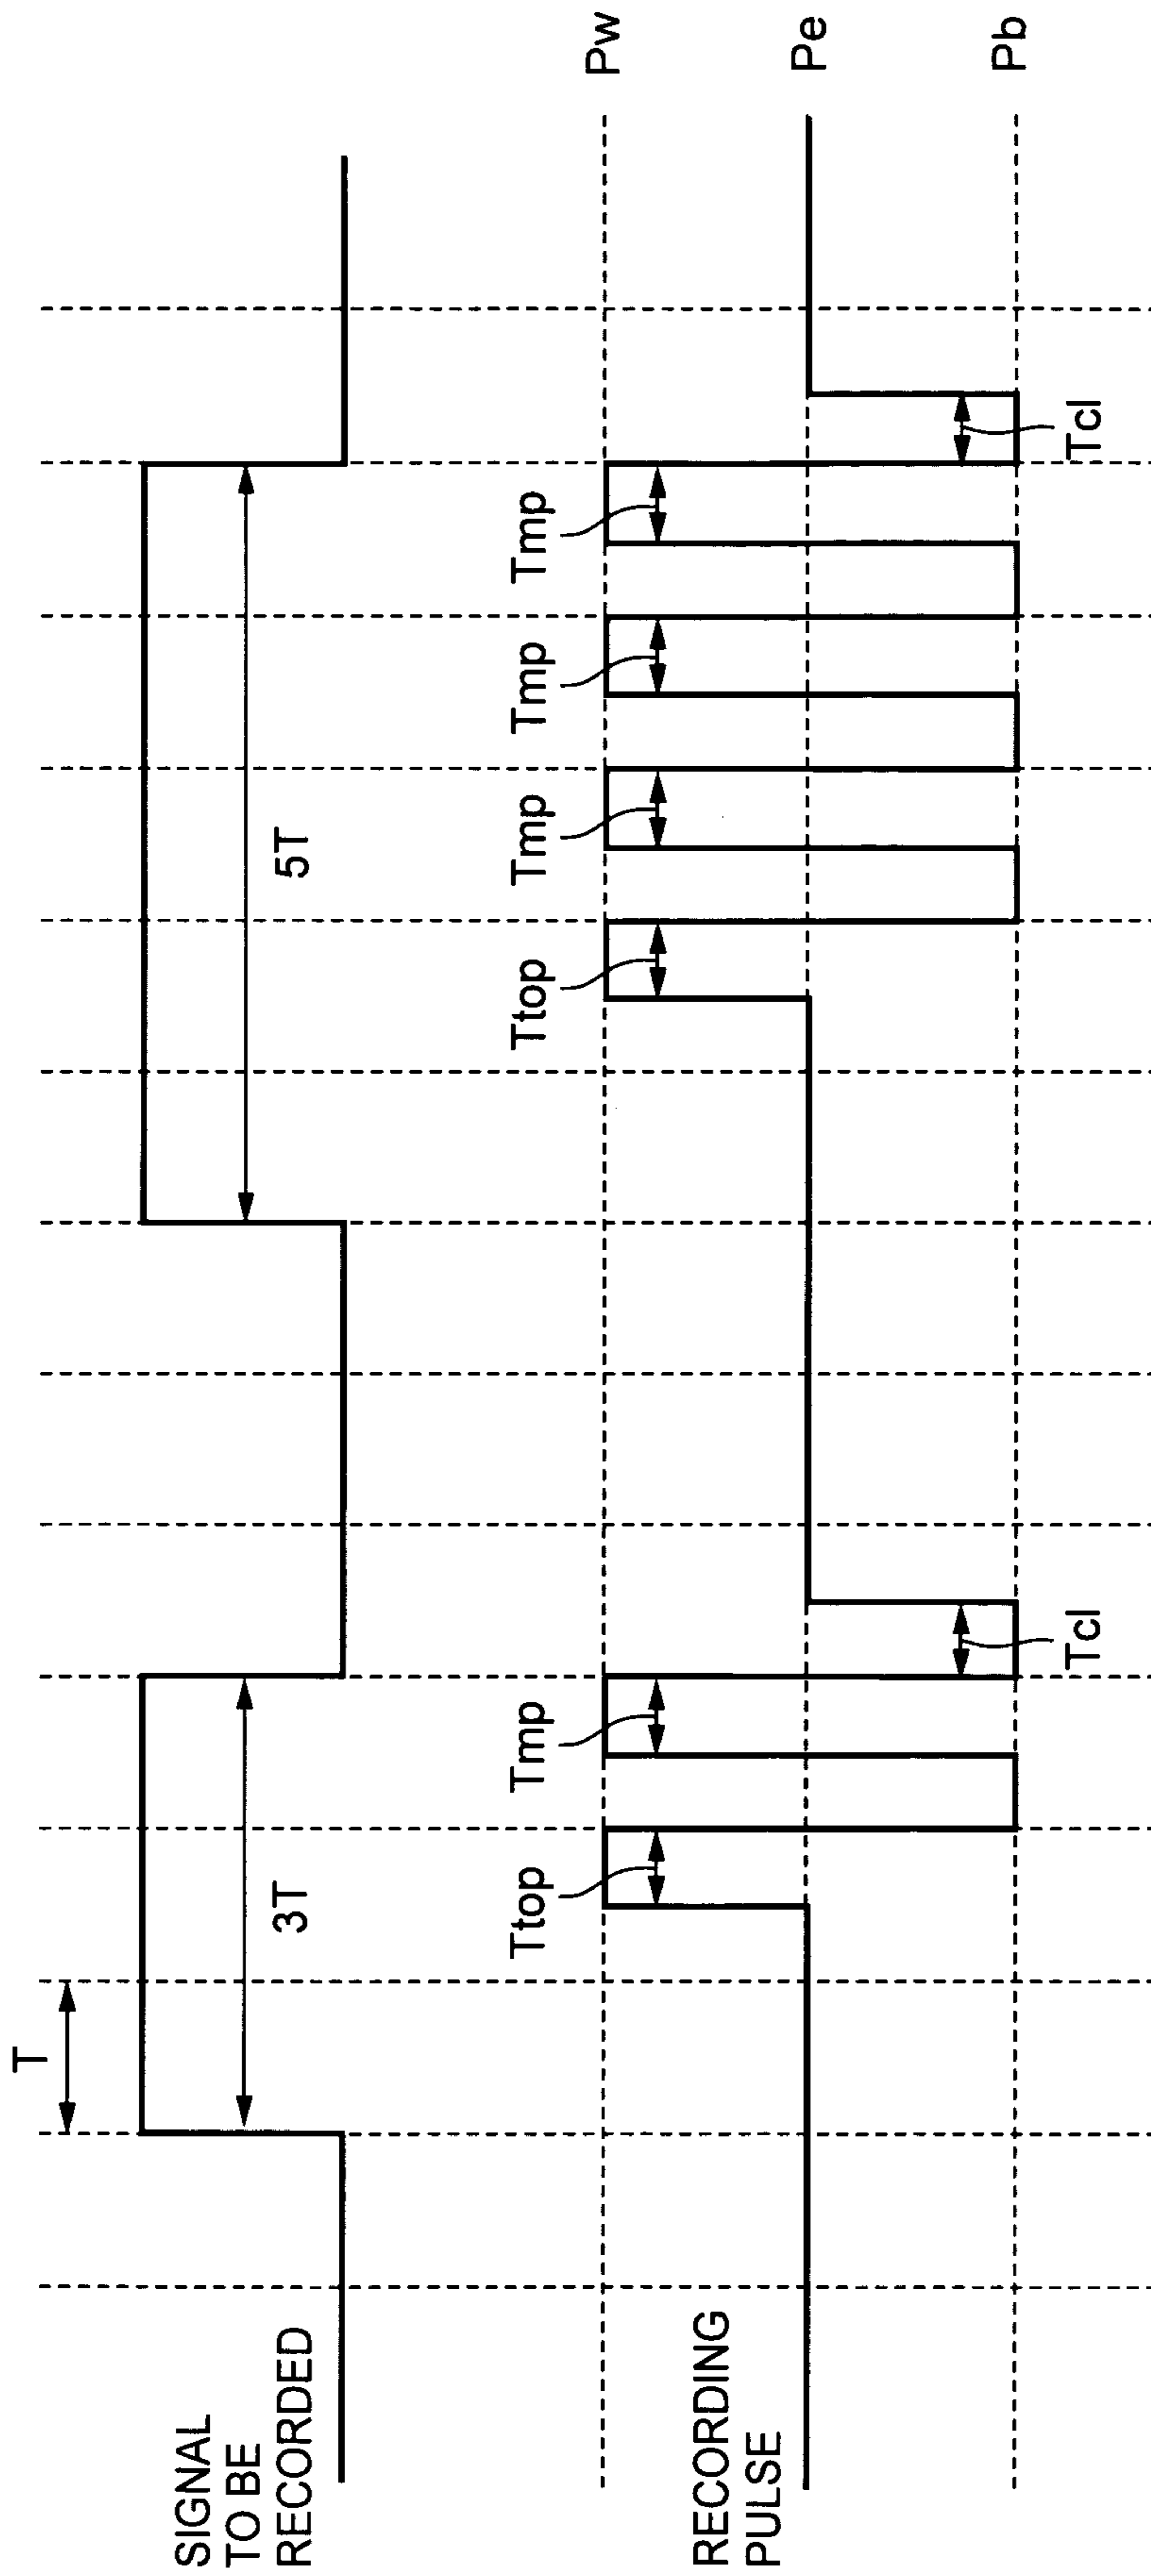 SIGNAL
TO BE
RECORDED
T
3T
5T
RECORDING
PULSE
Ttop
Tmp
Tcl
Ttop
Tmp
Tmp
Tmp
Tcl
Pw
Pe
Pb